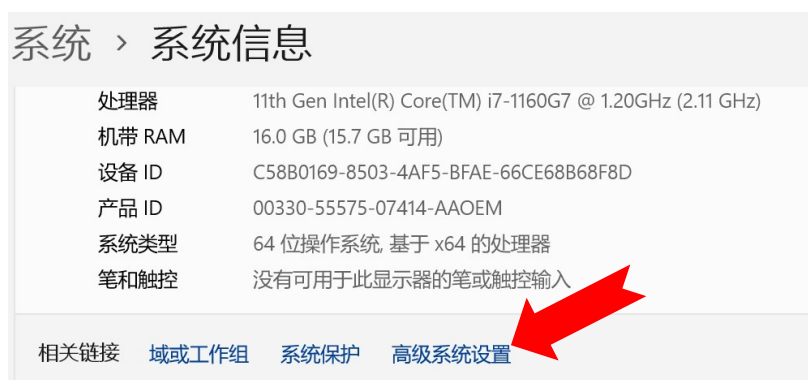 系统 › 系统信息
处理器 11th Gen Intel(R) Core(TM) i7-1160G7 @ 1.20GHz (2.11 GHz)
机带 RAM 16.0 GB (15.7 GB 可用)
设备 ID C58B0169-8503-4AF5-BFAE-66CE68B68F8D
产品 ID 00330-55575-07414-AAOEM
系统类型 64 位操作系统, 基于 x64 的处理器
笔和触控 没有可用于此显示器的笔或触控输入
相关链接 域或工作组 系统保护 高级系统设置